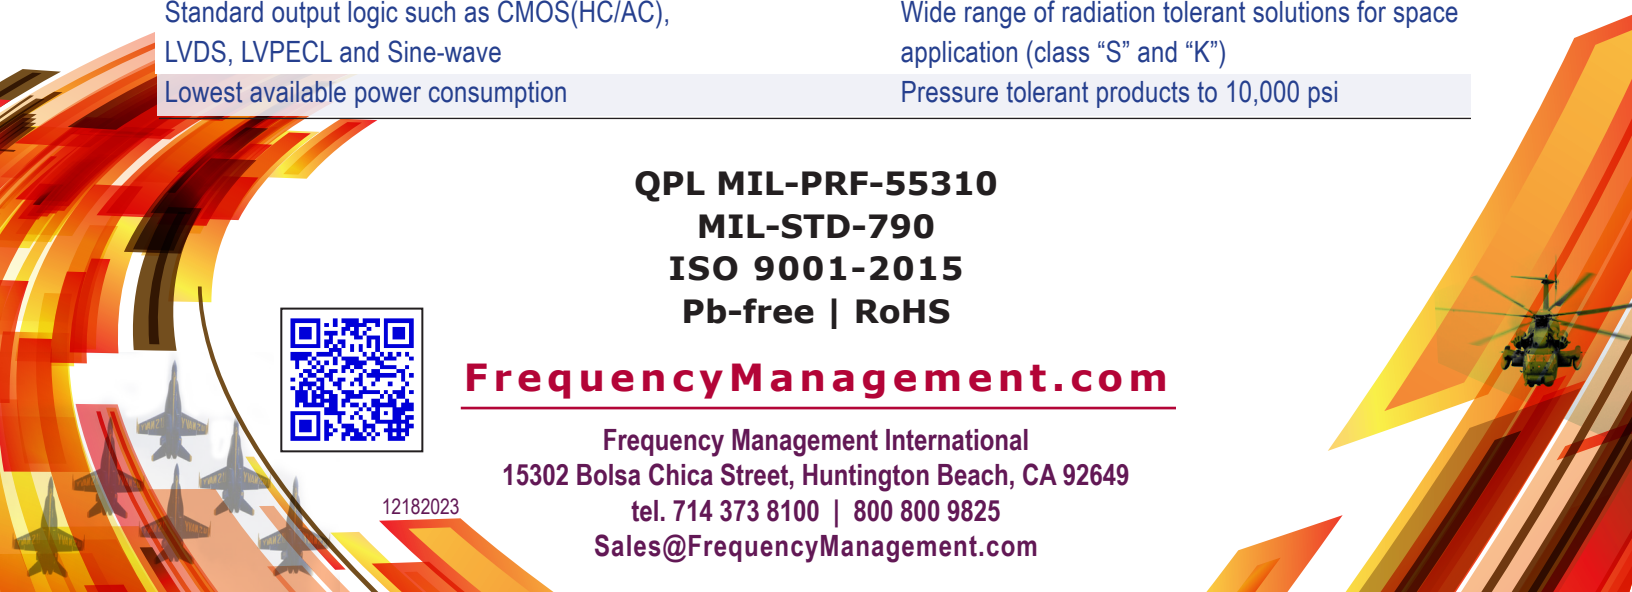 Standard output logic such as CMOS(HC/AC),
LVDS, LVPECL and Sine-wave
Lowest available power consumption
Wide range of radiation tolerant solutions for space
application (class “S” and “K”)
Pressure tolerant products to 10,000 psi
QPL MIL-PRF-55310
MIL-STD-790
ISO 9001-2015
Pb-free | RoHS
FrequencyManagement.com
Frequency Management International
15302 Bolsa Chica Street, Huntington Beach, CA 92649
12182023
tel. 714 373 8100 | 800 800 9825
Sales@FrequencyManagement.com